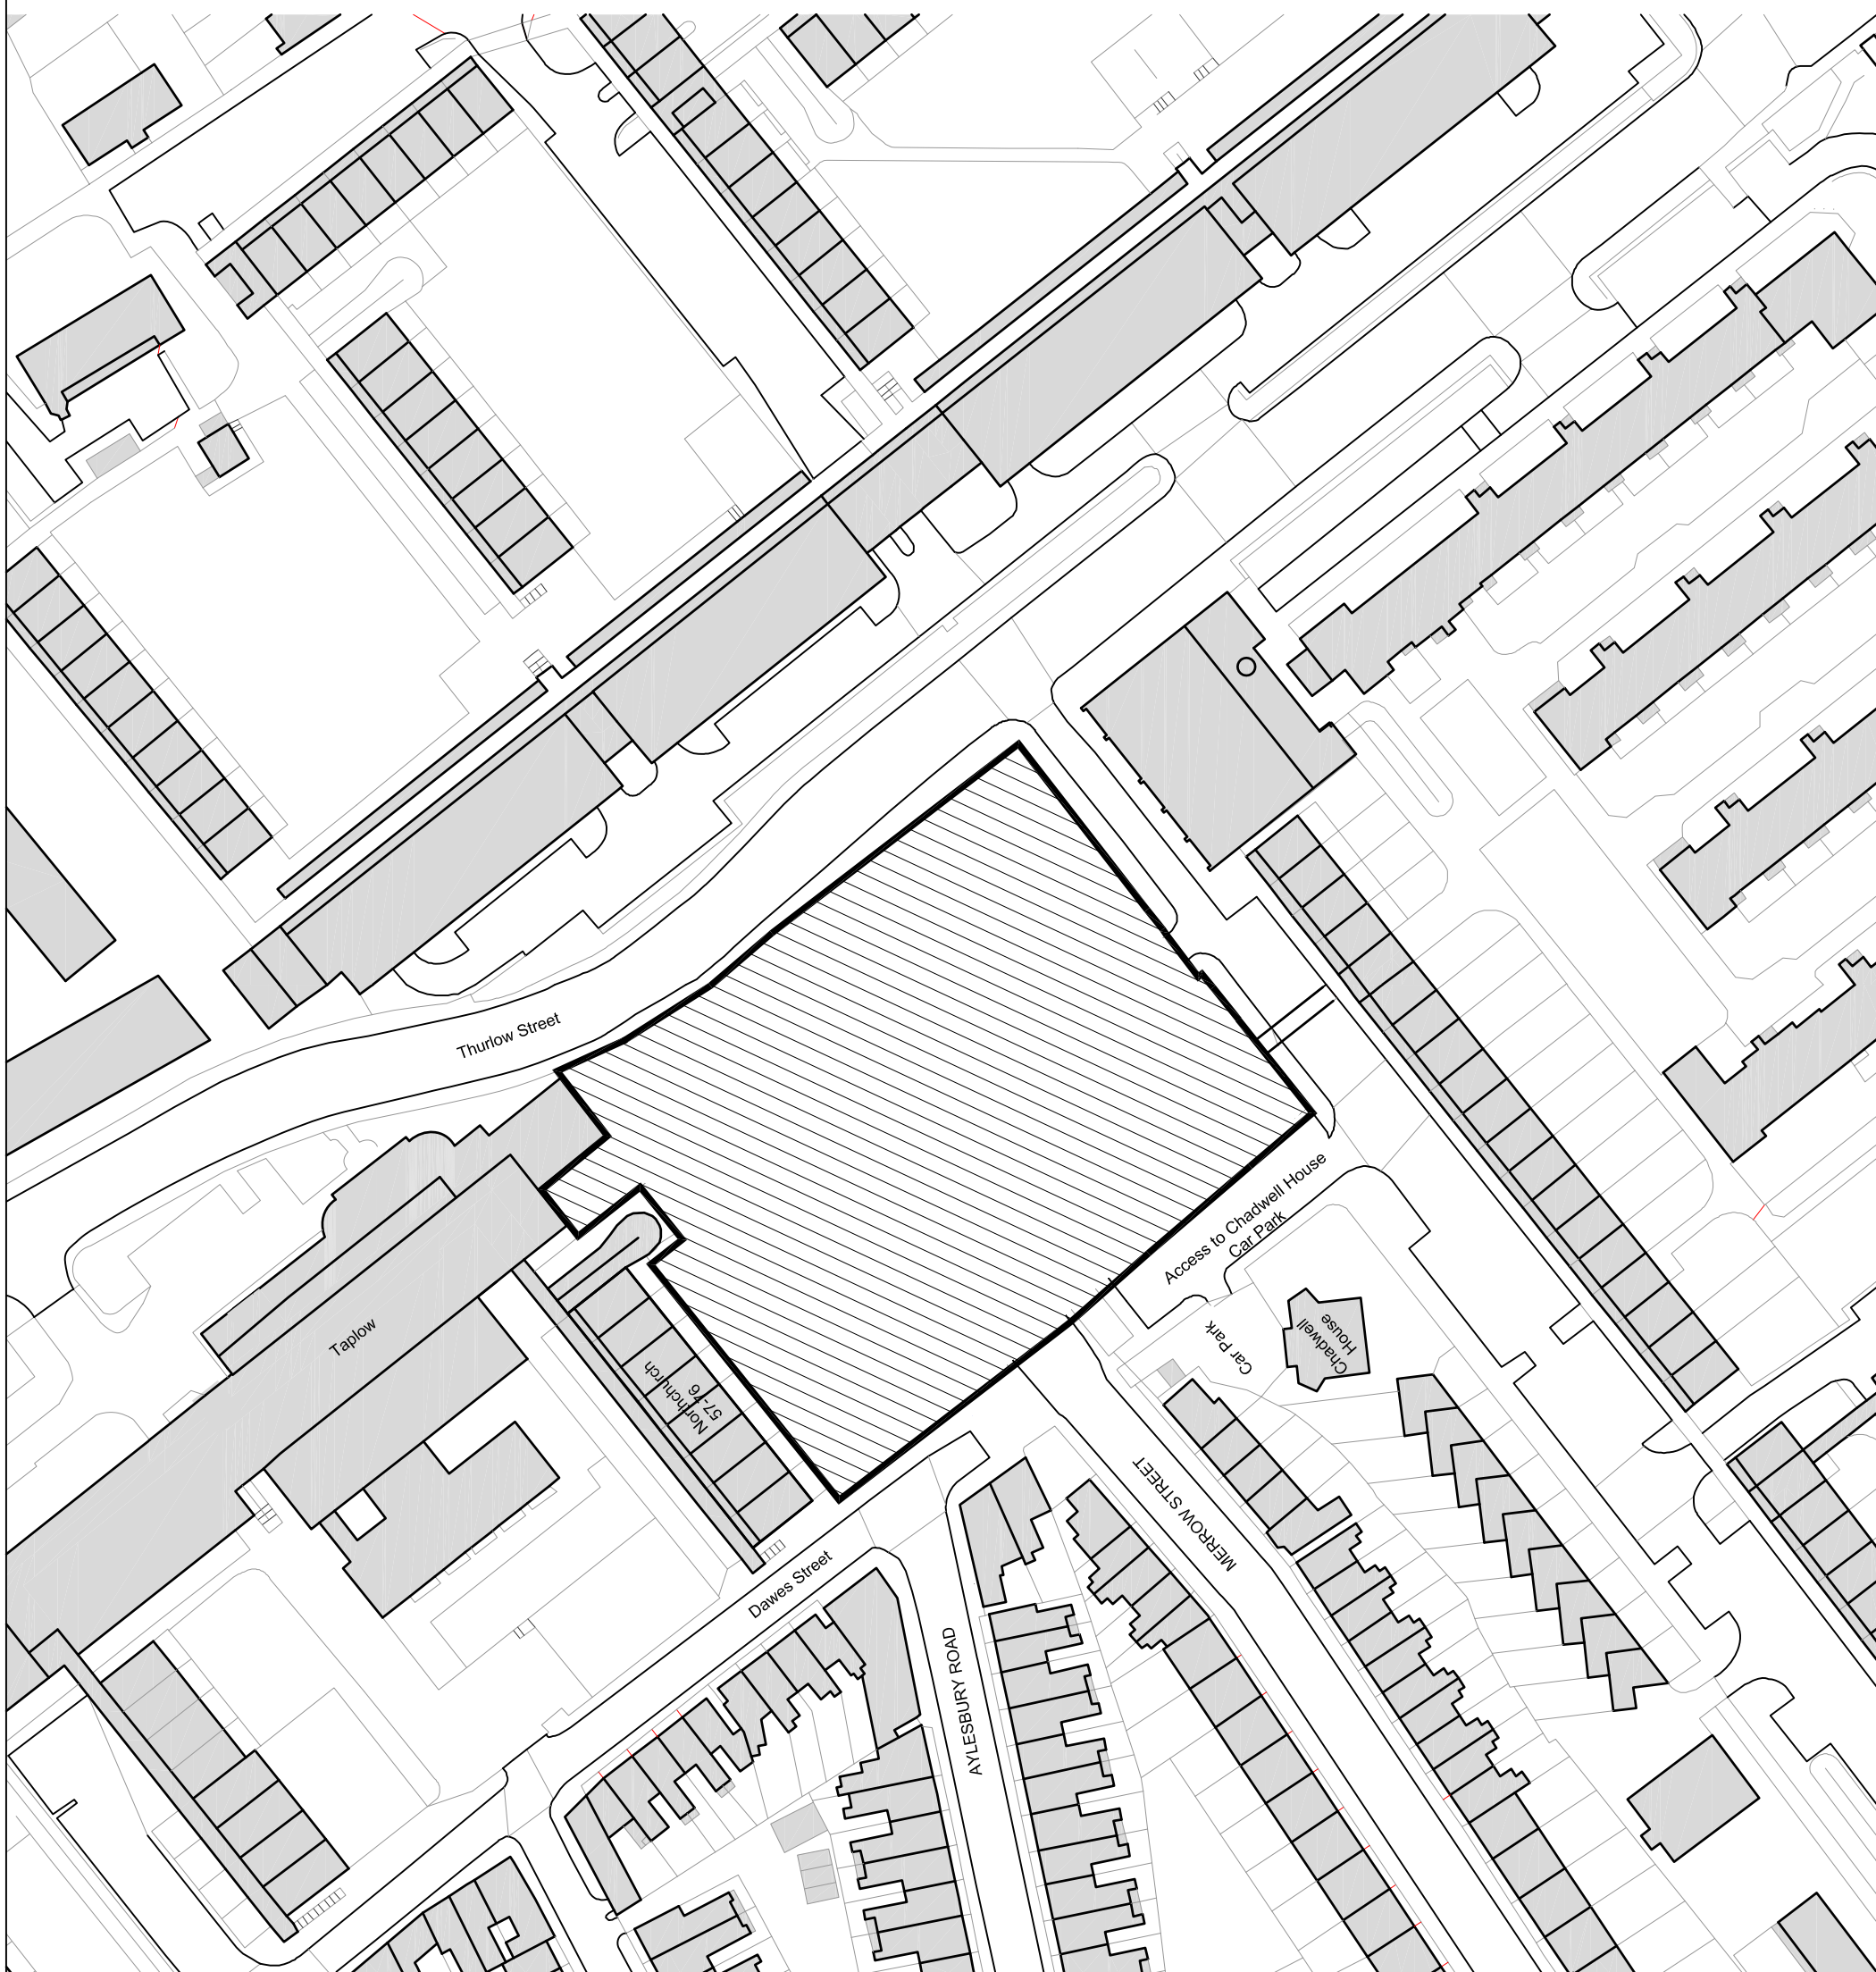 Thurlow Street
Access to Chadwell House
Car Park
Taplow
Car Park
Chadwell
House
57-76
Northchurch
MERROW STREET
Dawes Street
AYLESBURY ROAD